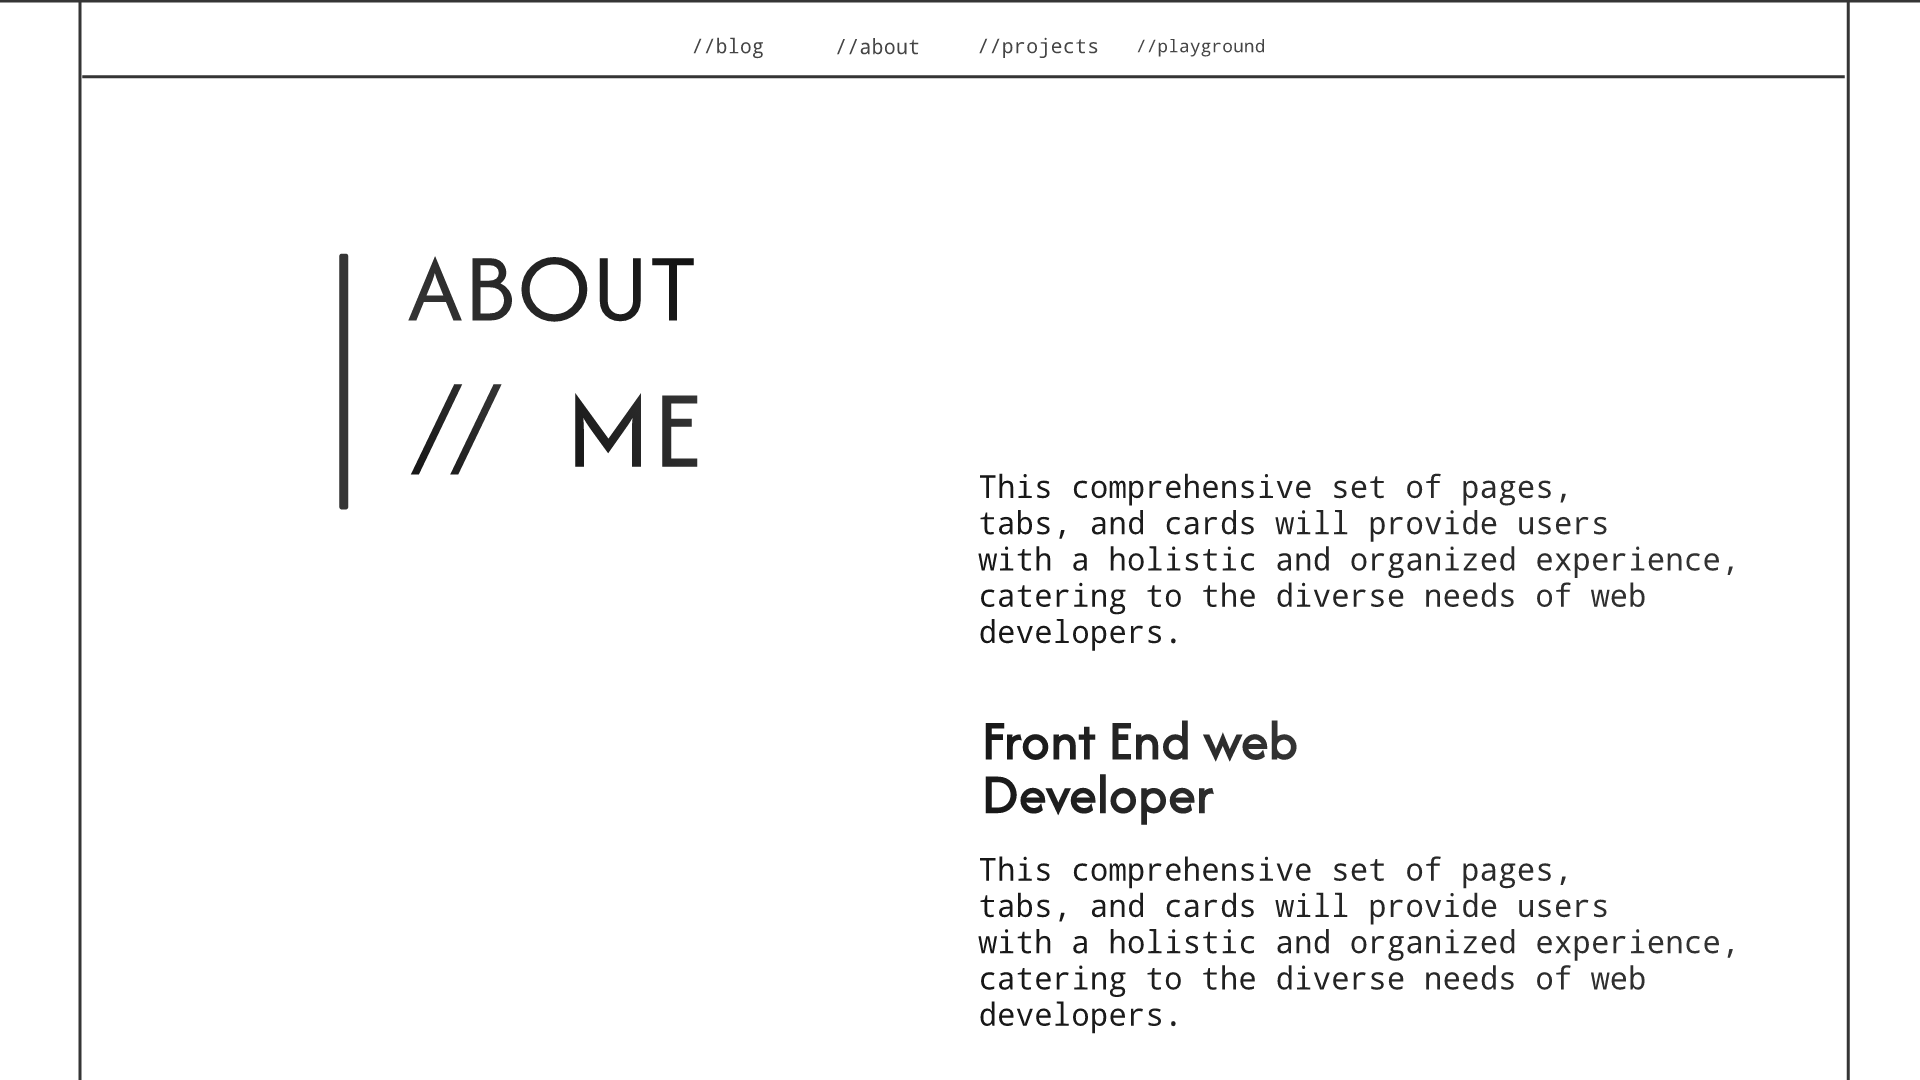 //blog //about //projects //playground
ABOUT
// ME
This comprehensive set of pages,
tabs, and cards will provide users
with a holistic and organized experience,
catering to the diverse needs of web
developers.
Front End web
Developer
This comprehensive set of pages,
tabs, and cards will provide users
with a holistic and organized experience,
catering to the diverse needs of web
developers.